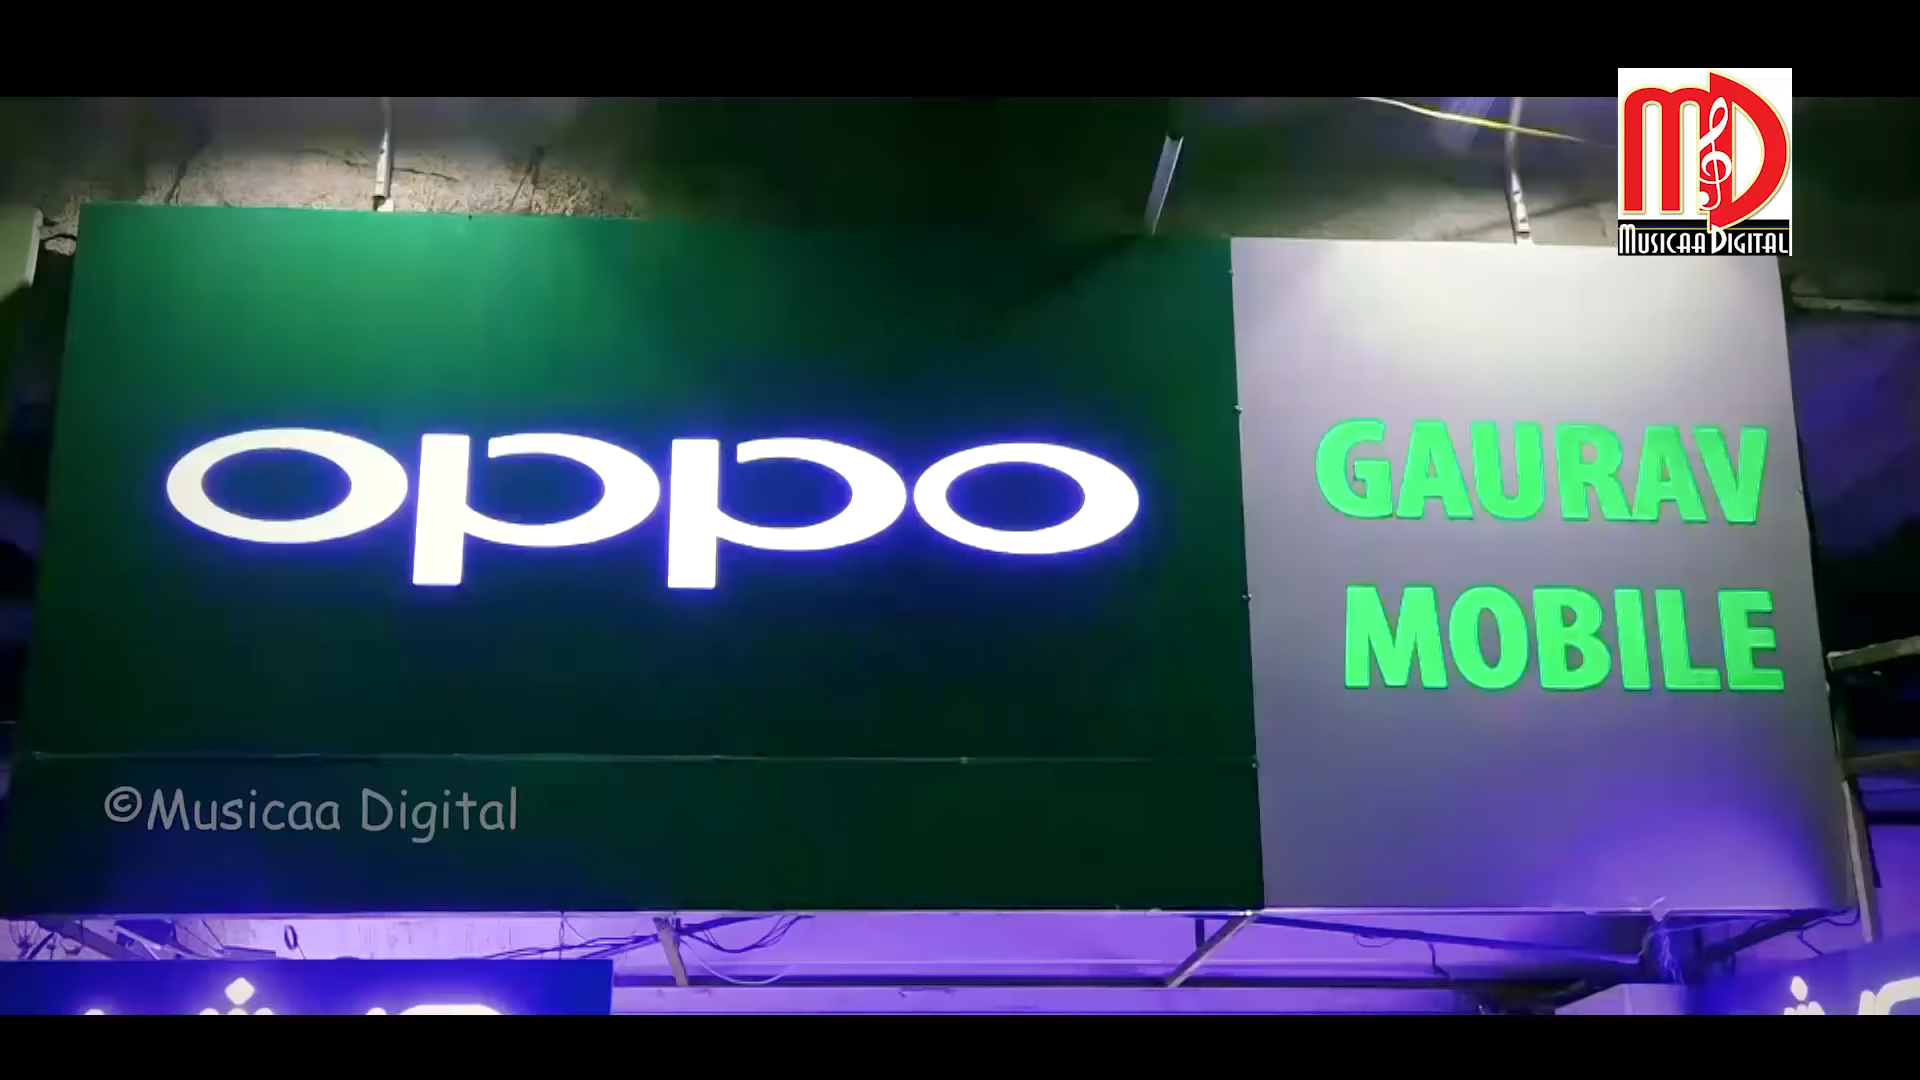 MD
MUSICAA DIGITAL
oppo
GAURAV
MOBILE
©Musicaa Digital